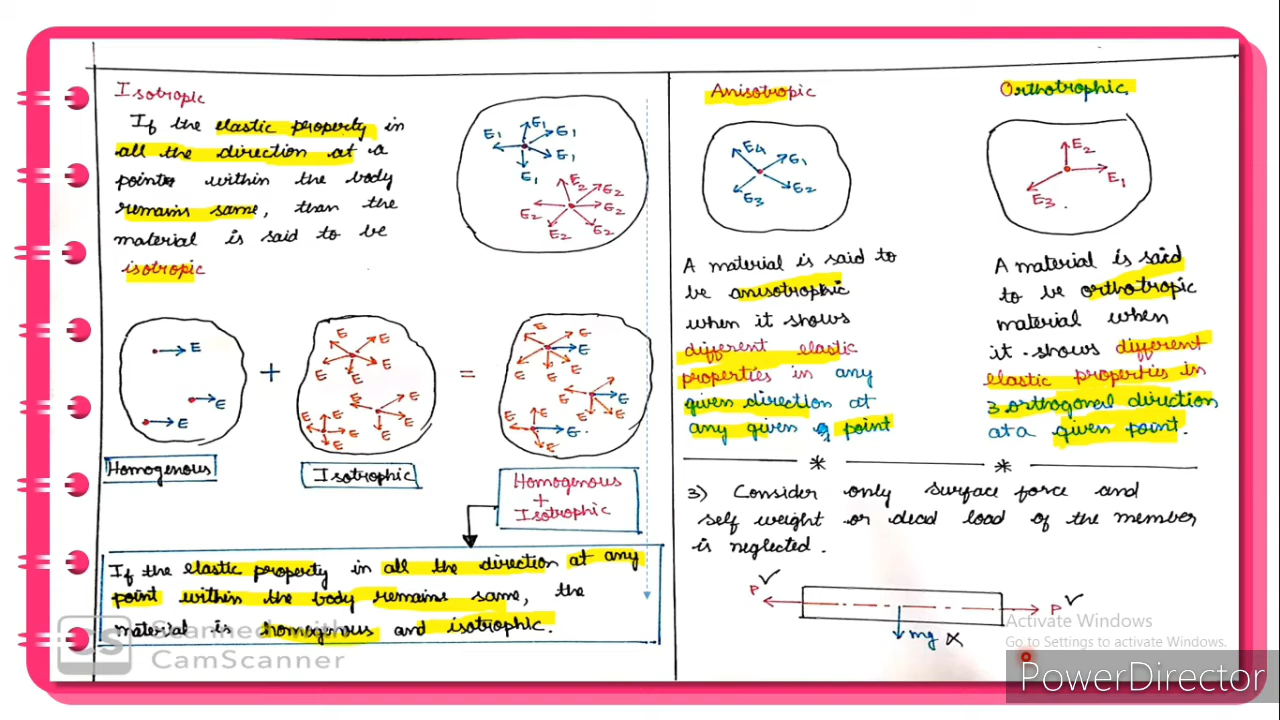 Isotropic
If the elastic property in
all the direction at a
point within the body
remains same, than the
material is said to be
isotropic
E1 E1 E1
E1
E1
E2 E2
E2 E2
E2 E2
E
E
E
+
E E
E E E
E E
E E E
E E
=
E E
E
E E E
E E
E E
E E
E
Homogenous
Isotrophic
Homogenous
+
Isotrophic
If the elastic property in all the direction at any
point within the body remains same, the
material is homogenous and isotrophic.
Anisotropic
E4 E1
E3 E2
A material is said to
be anisotrophic
when it shows
different elastic
properties in any
given direction at
any given point
Orthotrophic
E2
E1
E3
A material is said
to be orthotropic
material when
it shows different
elastic properties in
3 orthogonal direction
at a given point.
3) Consider only surface force and
self weight or dead load of the member
is neglected.
P
P
mg
Activate Windows
Go to Settings to activate Windows.
CS Scanned with
CamScanner
PowerDirector